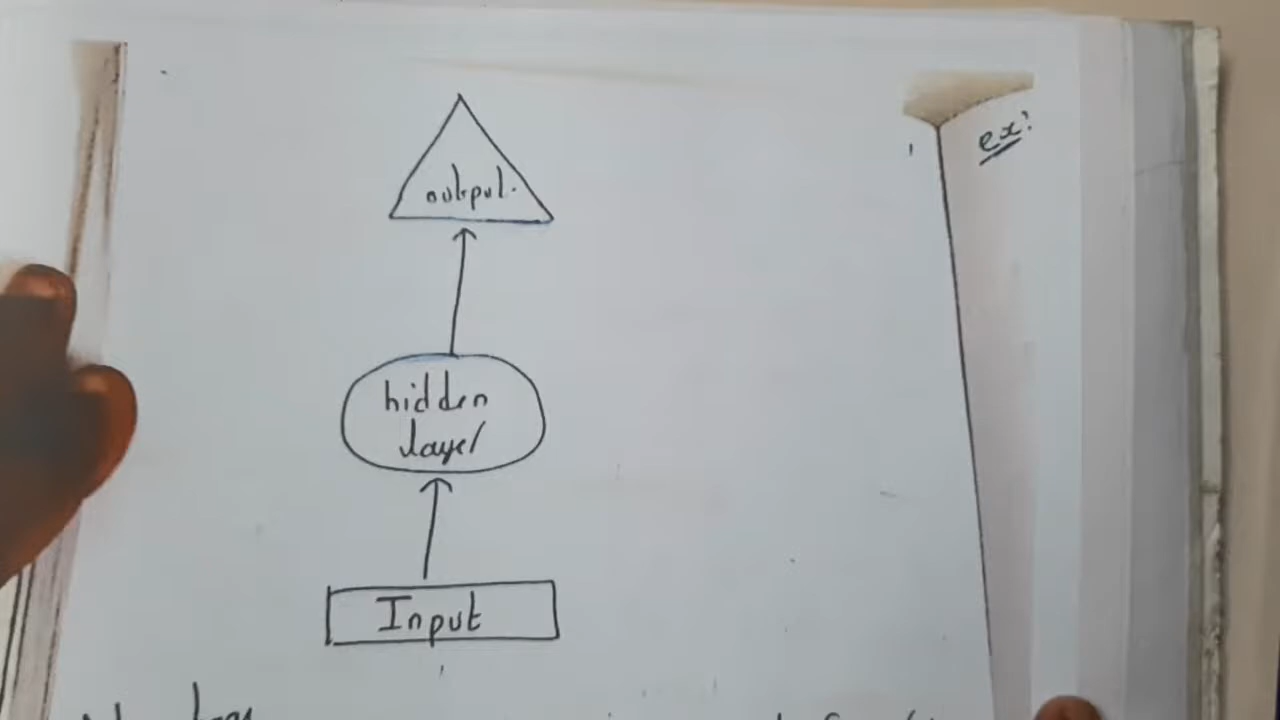 output.
ex:
hidden
layer
Input